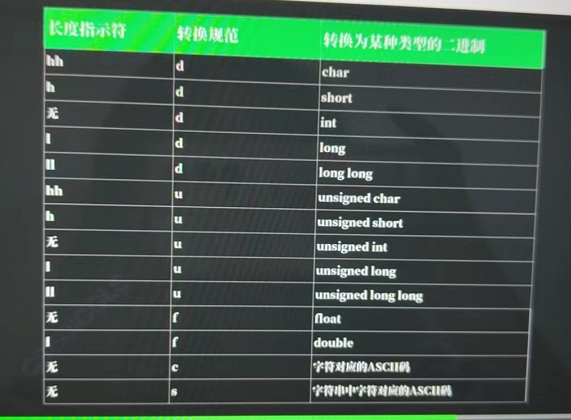 长度指示符 转换规范 转换为某种类型的二进制
hh d char
h d short
无 d int
l d long
ll d long long
hh u unsigned char
h u unsigned short
无 u unsigned int
l u unsigned long
ll u unsigned long long
无 f float
l f double
无 c 字符对应的ASCII码
无 s 字符串中字符对应的ASCII码